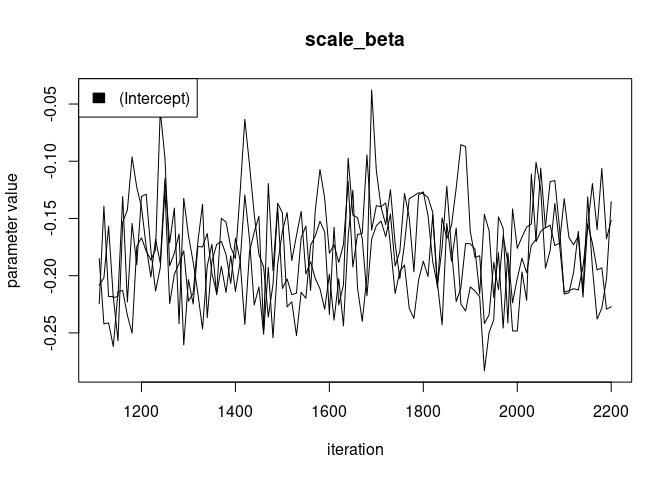 scale_beta
(Intercept)
parameter value
-0.05
-0.10
-0.15
-0.20
-0.25
1200 1400 1600 1800 2000 2200
iteration